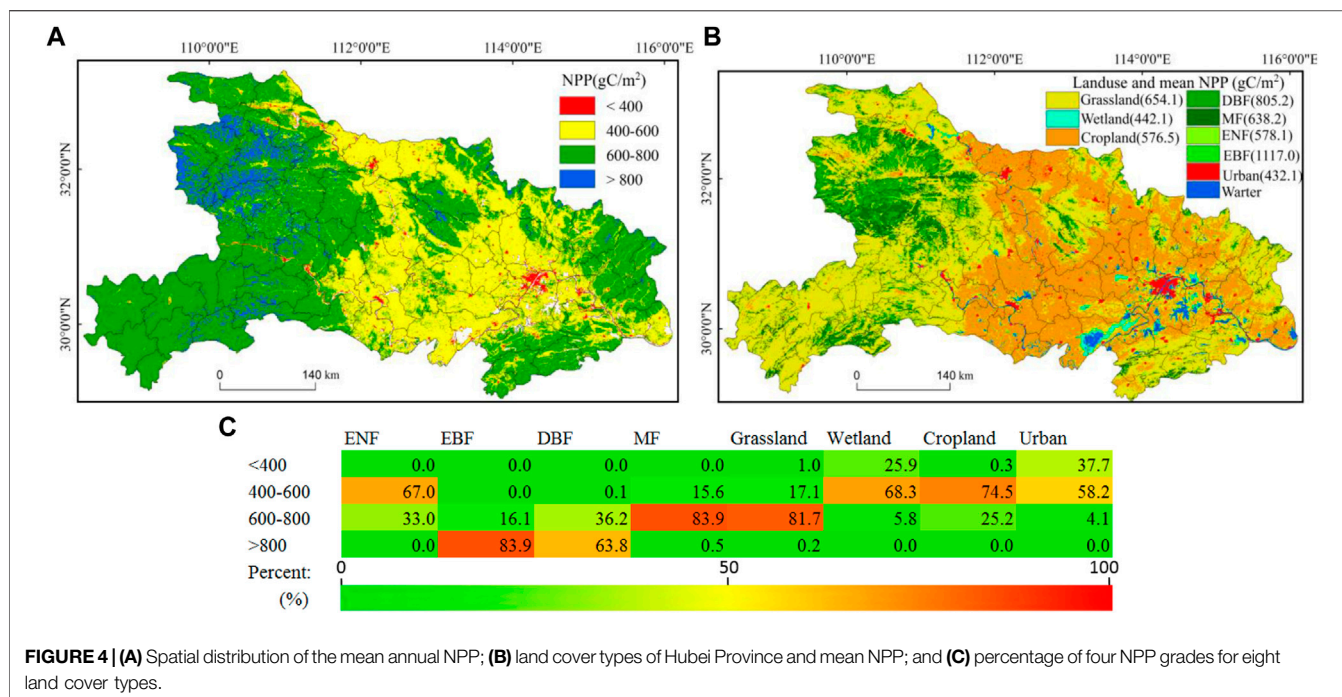 A
110°0'0"E 112°0'0"E 114°0'0"E 116°0'0"E
32°0'0"N
30°0'0"N
NPP(gC/m²)
< 400
400-600
600-800
> 800
0 140 km
B
110°0'0"E 112°0'0"E 114°0'0"E 116°0'0"E
32°0'0"N
30°0'0"N
Landuse and mean NPP (gC/m²)
Grassland(654.1)
Wetland(442.1)
Cropland(576.5)
DBF(805.2)
MF(638.2)
ENF(578.1)
EBF(1117.0)
Urban(432.1)
Warter
0 140 km
C
ENF EBF DBF MF Grassland Wetland Cropland Urban
<400 0.0 0.0 0.0 0.0 1.0 25.9 0.3 37.7
400-600 67.0 0.0 0.1 15.6 17.1 68.3 74.5 58.2
600-800 33.0 16.1 36.2 83.9 81.7 5.8 25.2 4.1
>800 0.0 83.9 63.8 0.5 0.2 0.0 0.0 0.0
Percent: 0 50 100
(%)
FIGURE 4 | (A) Spatial distribution of the mean annual NPP; (B) land cover types of Hubei Province and mean NPP; and (C) percentage of four NPP grades for eight
land cover types.